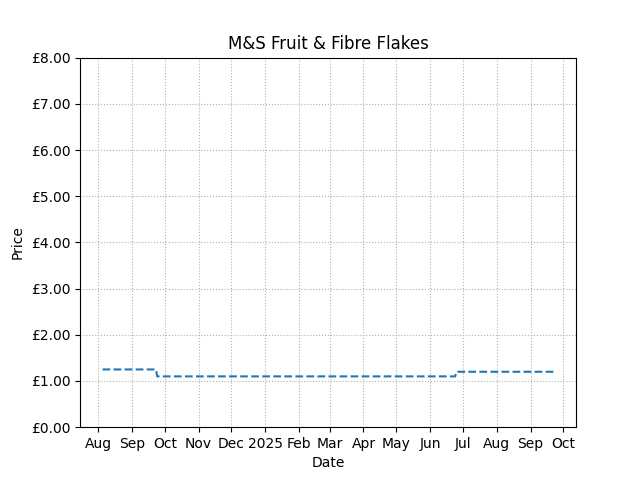 M&S Fruit & Fibre Flakes
£8.00
£7.00
£6.00
£5.00
£4.00
£3.00
£2.00
£1.00
£0.00
Price
Aug Sep Oct Nov Dec 2025 Feb Mar Apr May Jun Jul Aug Sep Oct
Date